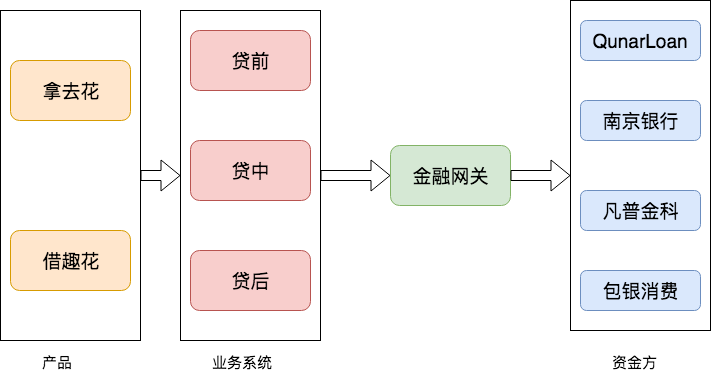 拿去花
借趣花
产品
贷前
贷中
贷后
业务系统
金融网关
QunarLoan
南京银行
凡普金科
包银消费
资金方